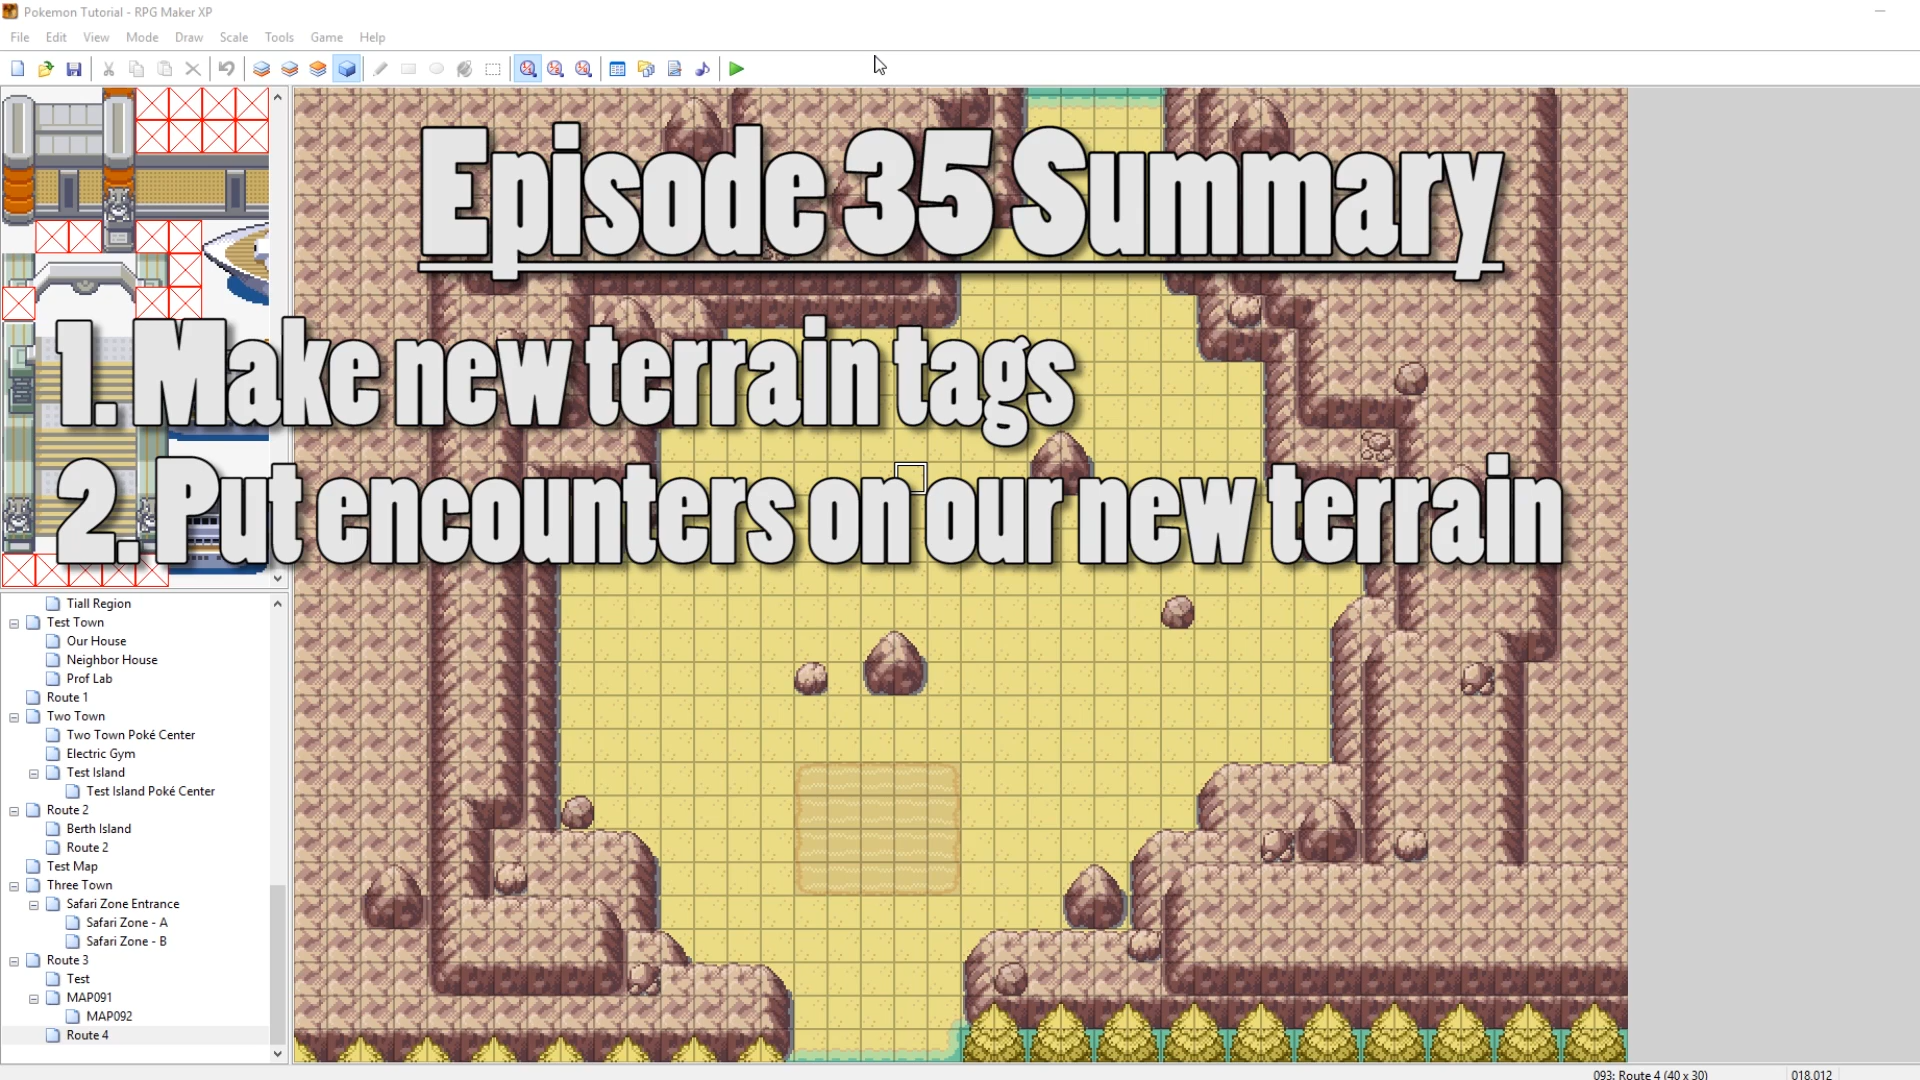 Pokemon Tutorial - RPG Maker XP
File Edit View Mode Draw Scale Tools Game Help
Episode 35 Summary
1. Make new terrain tags
2. Put encounters on our new terrain
Tiall Region
Test Town
Our House
Neighbor House
Prof Lab
Route 1
Two Town
Two Town Poké Center
Electric Gym
Test Island
Test Island Poké Center
Route 2
Berth Island
Route 2
Test Map
Three Town
Safari Zone Entrance
Safari Zone - A
Safari Zone - B
Route 3
Test
MAP091
MAP092
Route 4
093: Route 4 (40 x 30) 018.012